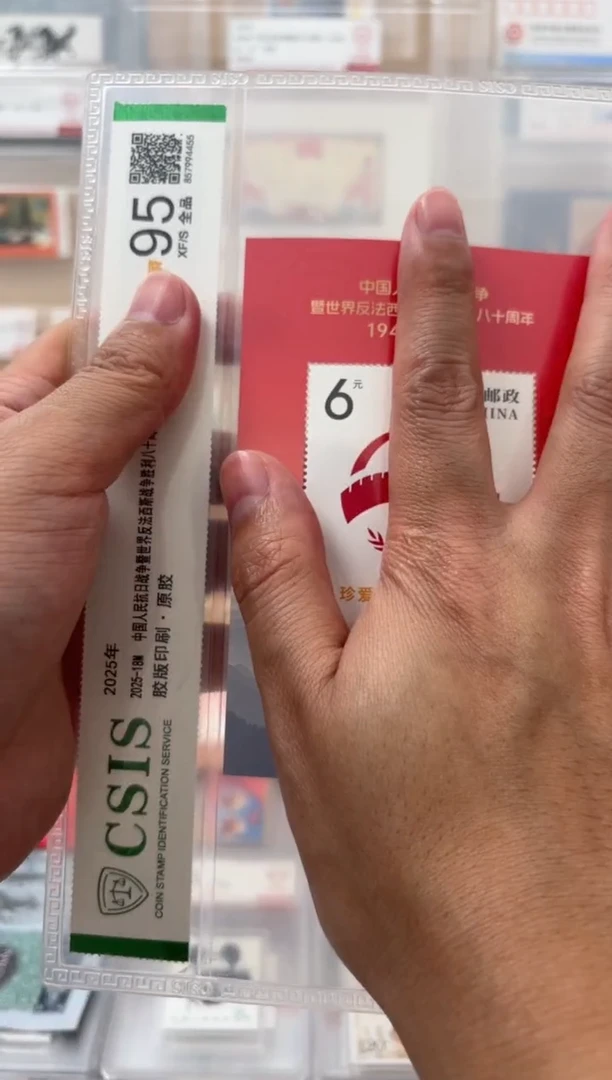 857994455
95
XF/S 全品
2025年
2025-18M 中国人民抗日战争暨世界反法西斯战争胜利八十周
胶版印刷·原胶
CSIS
COIN STAMP IDENTIFICATION SERVICE
中国人 争
暨世界反法西 八十周年
194
6元
邮政
INA
珍爱